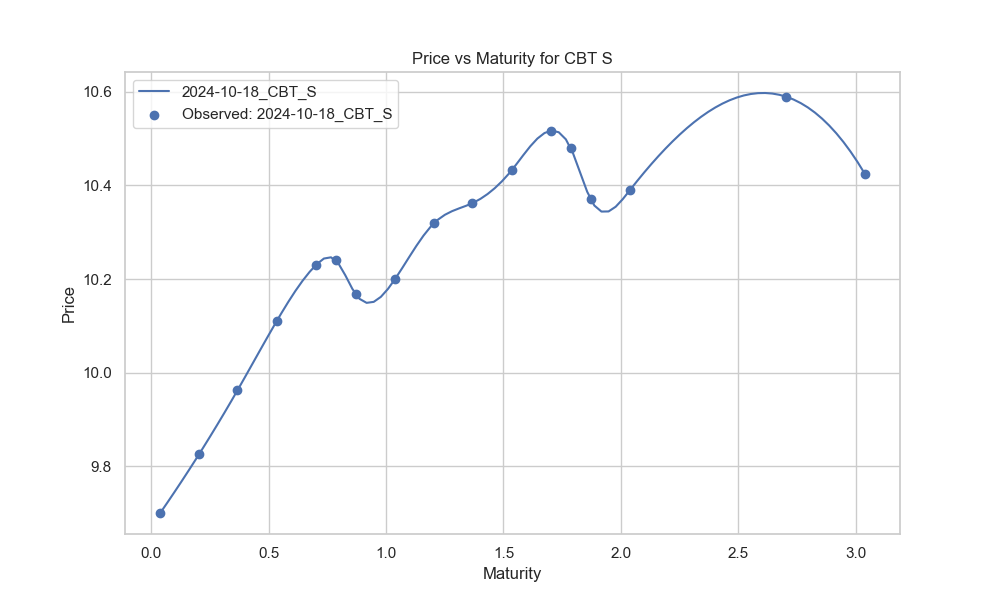 Price vs Maturity for CBT S
2024-10-18_CBT_S
Observed: 2024-10-18_CBT_S
10.6
10.4
10.2
10.0
9.8
Price
0.0 0.5 1.0 1.5 2.0 2.5 3.0
Maturity